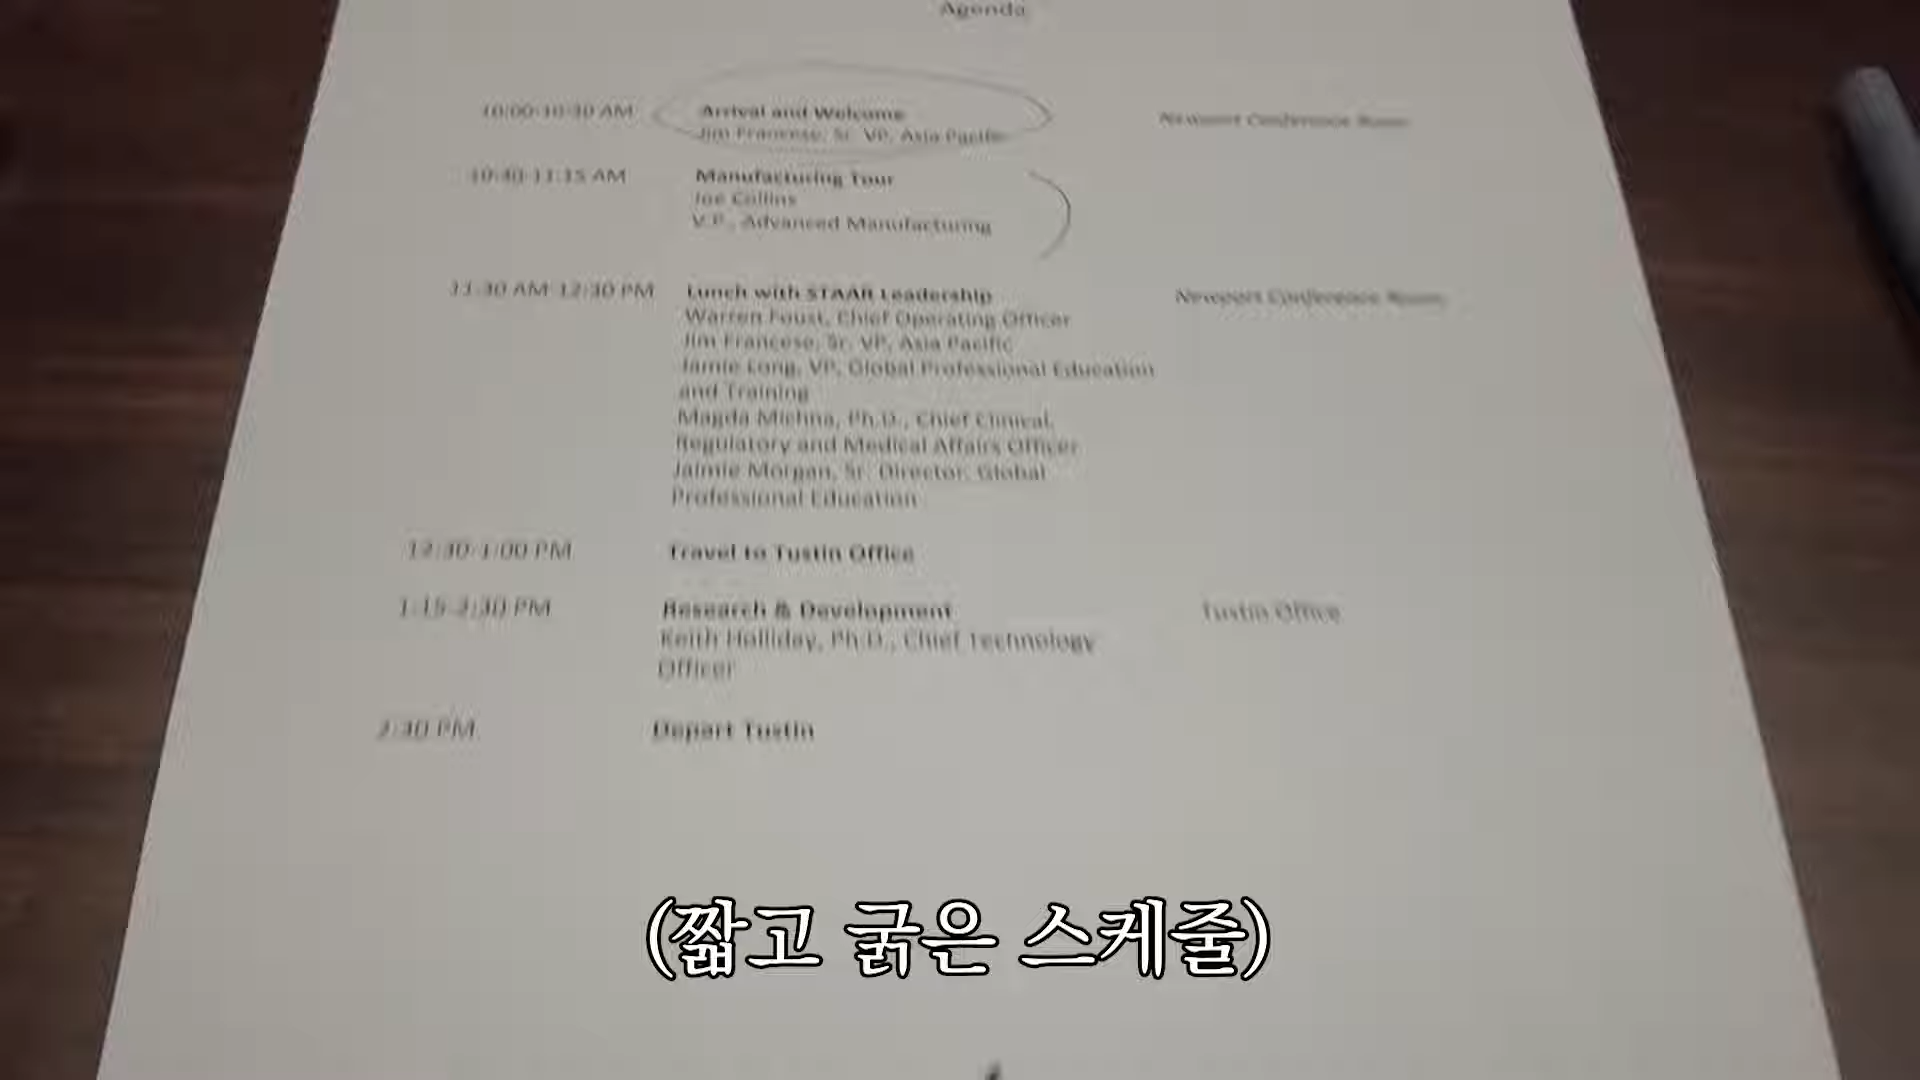 Agenda
10:00-10:30 AM Arrival and Welcome Newport Conference Room
Jim Francese, Sr. VP, Asia Pacific
10:40-11:15 AM Manufacturing Tour
Joe Collins
V.P., Advanced Manufacturing
11:30 AM-12:30 PM Lunch with STAAR Leadership Newport Conference Room
Warren Foust, Chief Operating Officer
Jim Francese, Sr. VP, Asia Pacific
Jamie Long, VP, Global Professional Education
and Training
Magda Michna, Ph.D., Chief Clinical,
Regulatory and Medical Affairs Officer
Jaimie Morgan, Sr. Director, Global
Professional Education
12:30-1:00 PM Travel to Tustin Office
1:15-2:30 PM Research & Development Tustin Office
Keith Holliday, Ph.D., Chief Technology
Officer
2:30 PM Depart Tustin
(짧고 굵은 스케줄)